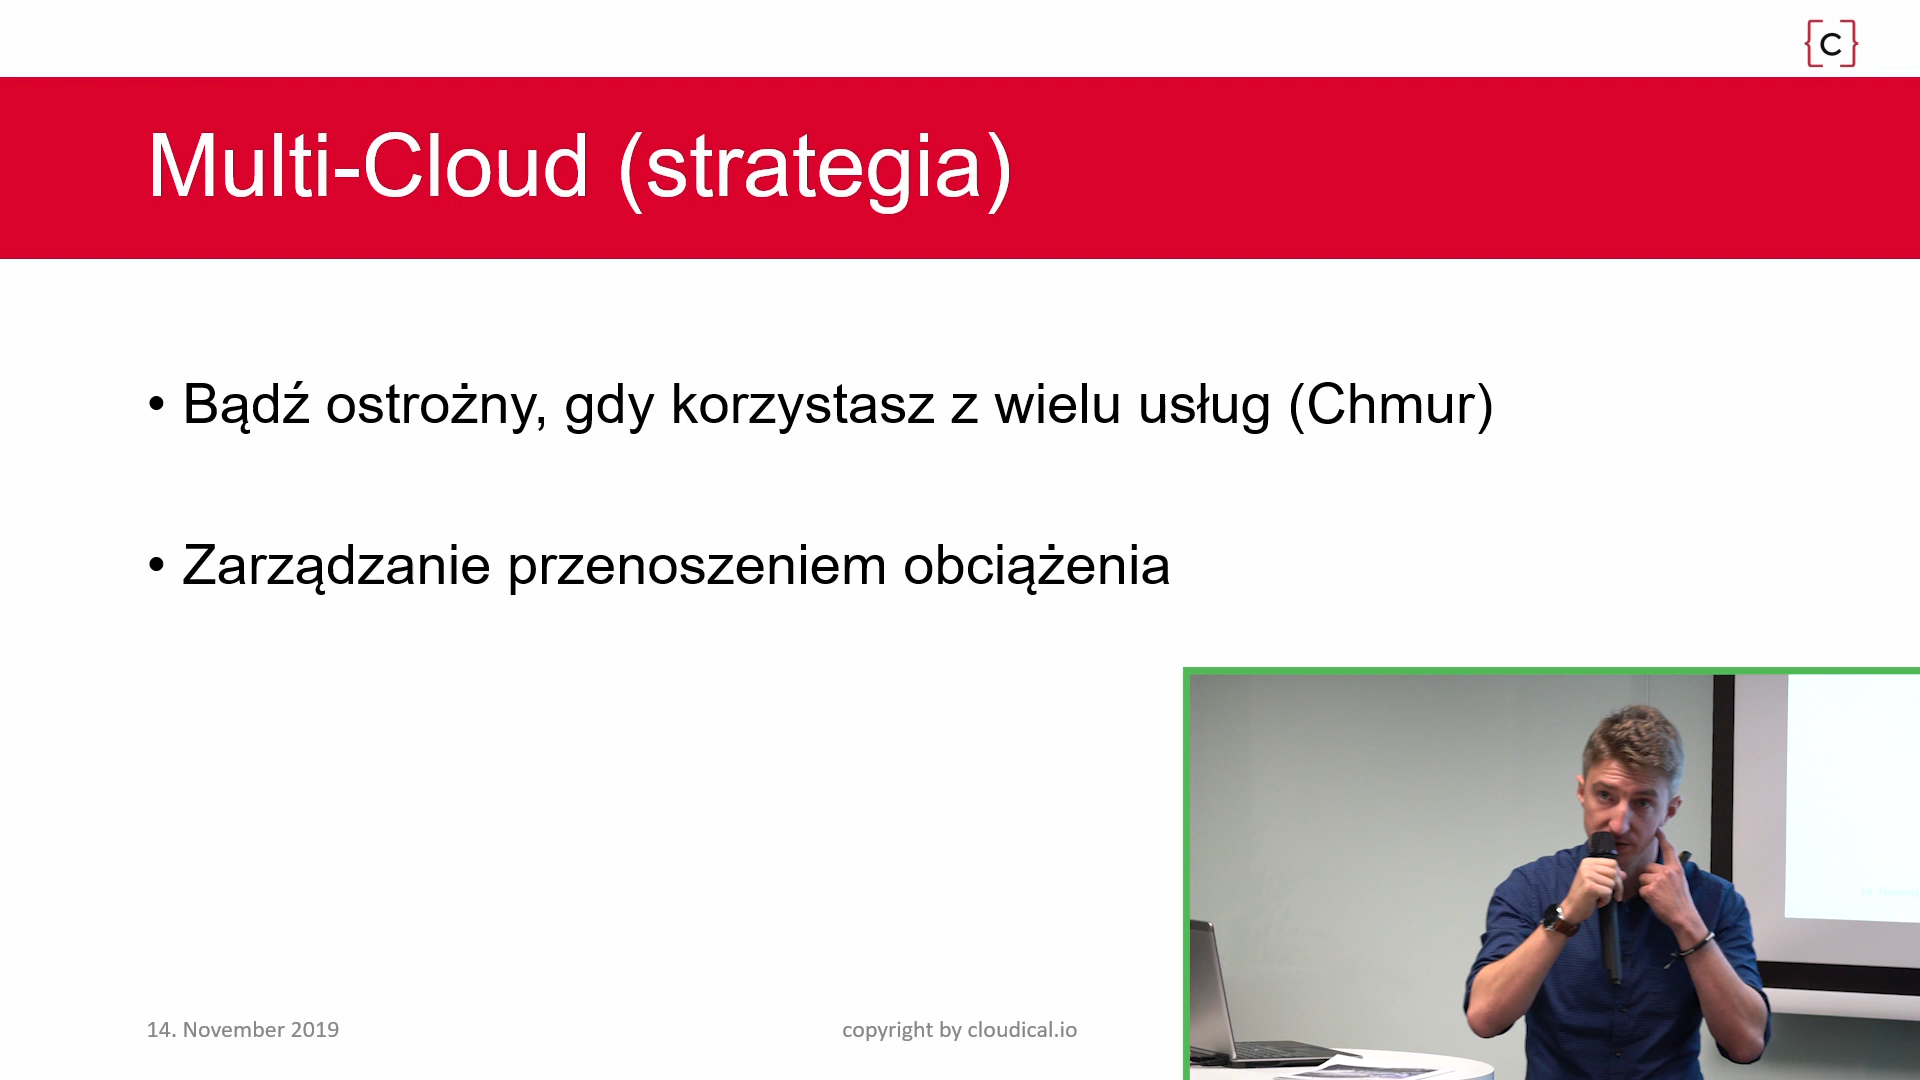 {C}
Multi-Cloud (strategia)
• Bądź ostrożny, gdy korzystasz z wielu usług (Chmur)
• Zarządzanie przenoszeniem obciążenia
14. November 2019
copyright by cloudical.io